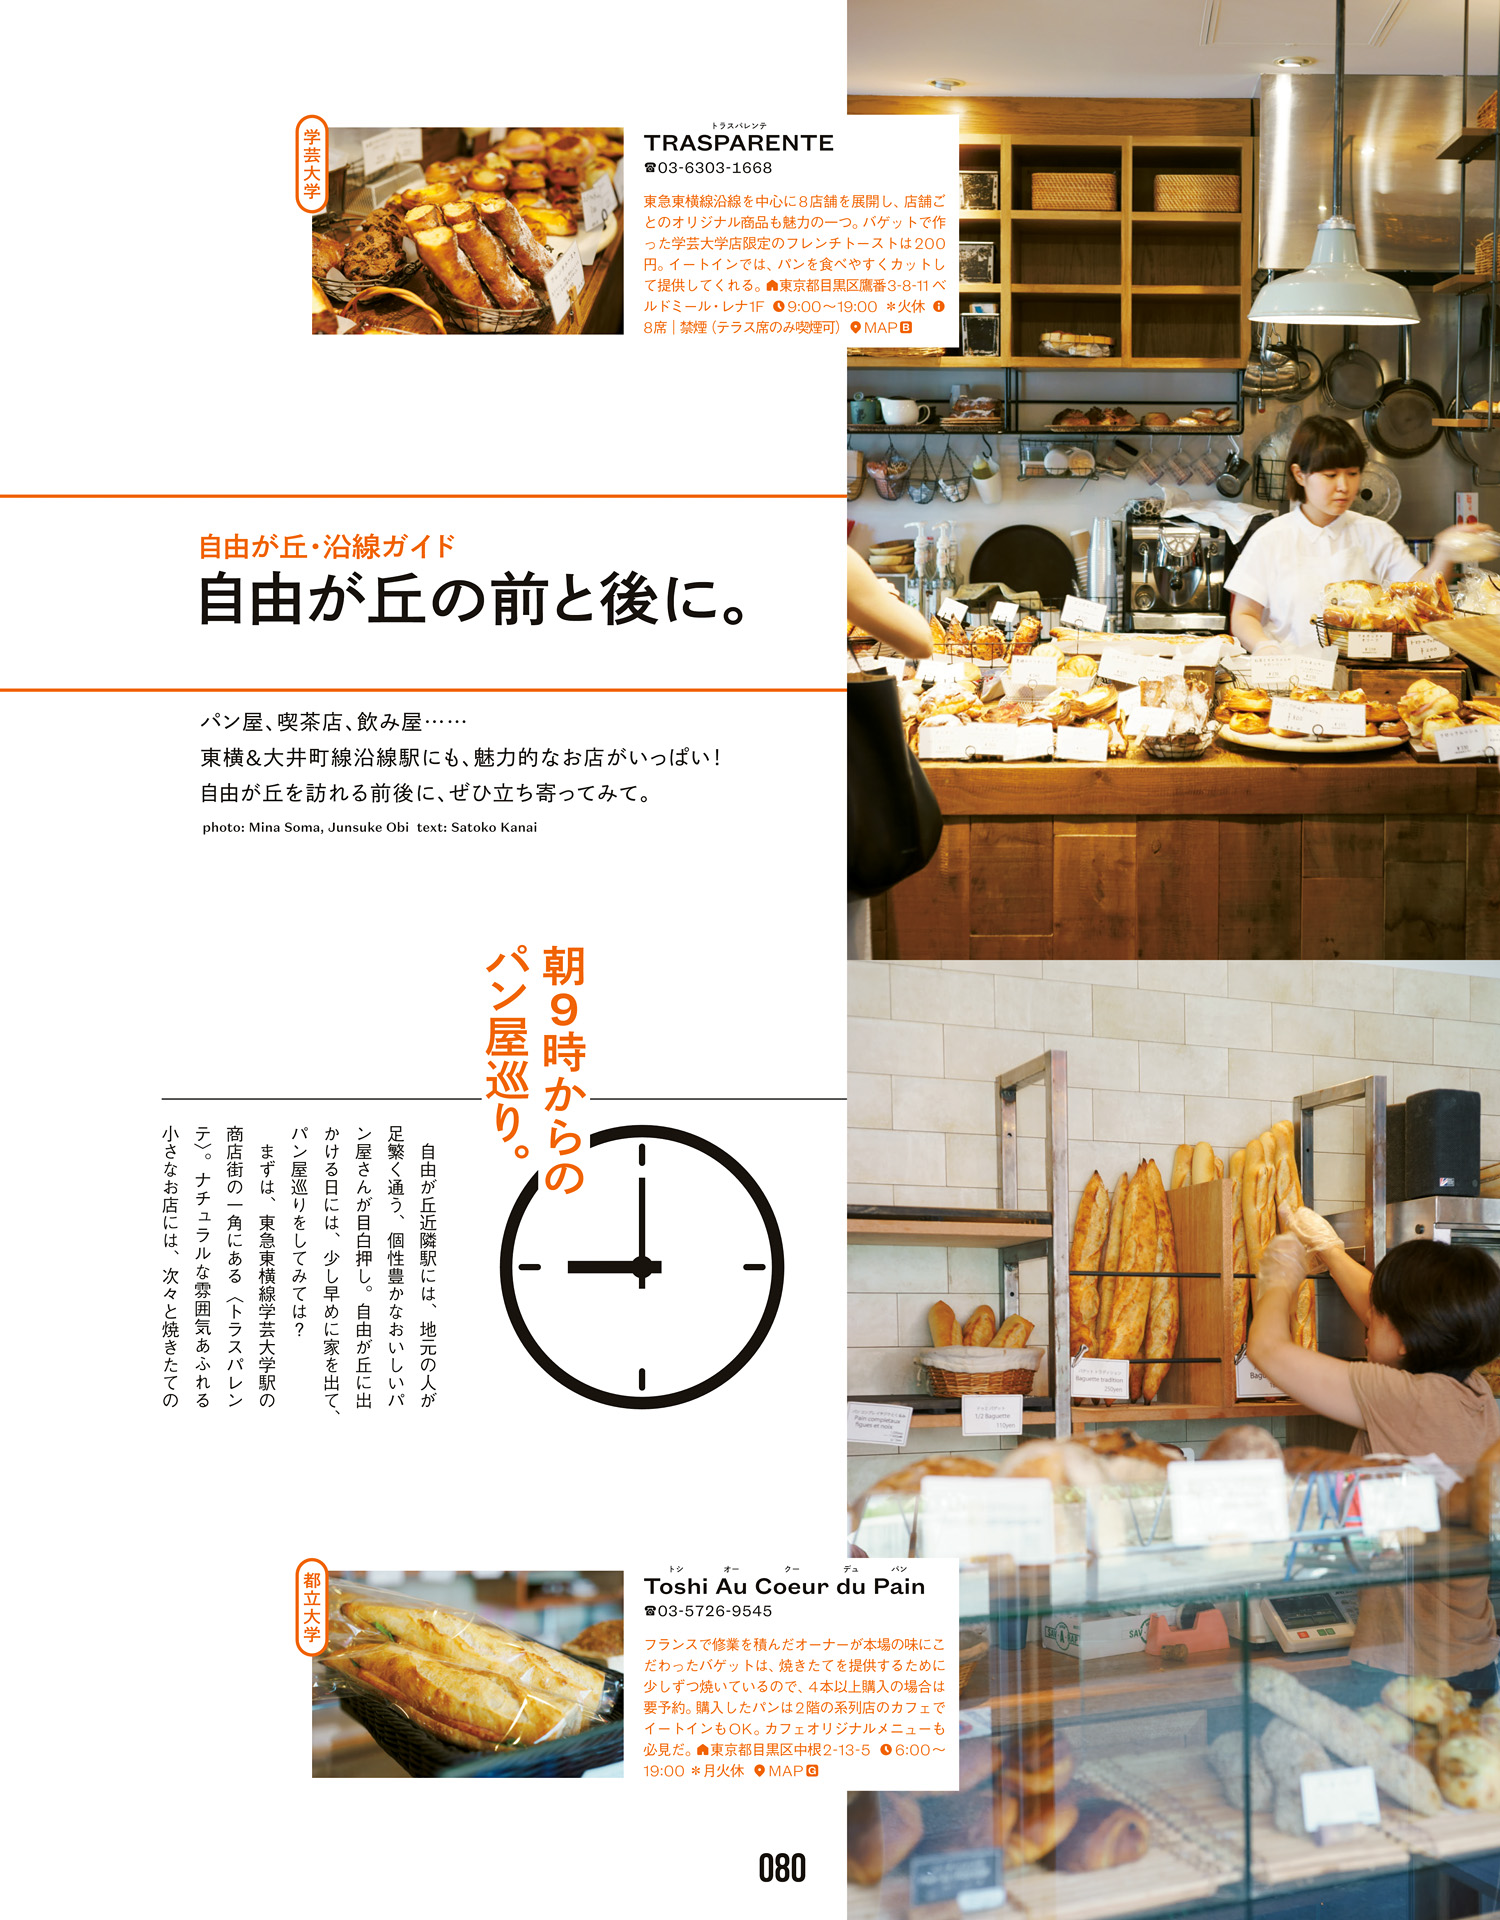 学芸大学
トラスパレンテ
TRASPARENTE
☎03-6303-1668
東急東横線沿線を中心に8店舗を展開し、店舗ご
とのオリジナル商品も魅力の一つ。バゲットで作
った学芸大学店限定のフレンチトーストは200
円。イートインでは、パンを食べやすくカットし
て提供してくれる。東京都目黒区鷹番3-8-11 ベ
ルドミール・レナ1F 9:00〜19:00 ＊火休
8席｜禁煙（テラス席のみ喫煙可） MAP B
自由が丘・沿線ガイド
自由が丘の前と後に。
パン屋、喫茶店、飲み屋……
東横&大井町線沿線駅にも、魅力的なお店がいっぱい！
自由が丘を訪れる前後に、ぜひ立ち寄ってみて。
photo: Mina Soma, Junsuke Obi text: Satoko Kanai
朝9時からの
パン屋巡り。
自由が丘近隣駅には、地元の人が
足繁く通う、個性豊かなおいしいパ
ン屋さんが目白押し。自由が丘に出
かける日には、少し早めに家を出て、
パン屋巡りをしてみては？
まずは、東急東横線学芸大学駅の
商店街の一角にある〈トラスパレン
テ〉。ナチュラルな雰囲気あふれる
小さなお店には、次々と焼きたての
Baguette tradition
250yen
1/2 Baguette
110yen
Pain completaux
figues et noix
都立大学
トシ オー クー デュ パン
Toshi Au Coeur du Pain
☎03-5726-9545
フランスで修業を積んだオーナーが本場の味にこ
だわったバゲットは、焼きたてを提供するために
少しずつ焼いているので、4本以上購入の場合は
要予約。購入したパンは2階の系列店のカフェで
イートインもOK。カフェオリジナルメニューも
必見だ。東京都目黒区中根2-13-5 6:00〜
19:00 ＊月火休 MAP G
080